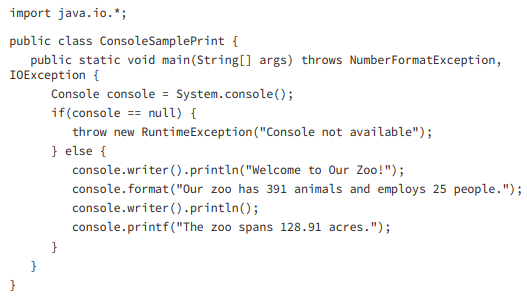 import java.io.*;
public class ConsoleSamplePrint {
   public static void main(String[] args) throws NumberFormatException,
IOException {
      Console console = System.console();
      if(console == null) {
         throw new RuntimeException("Console not available");
      } else {
         console.writer().println("Welcome to Our Zoo!");
         console.format("Our zoo has 391 animals and employs 25 people.");
         console.writer().println();
         console.printf("The zoo spans 128.91 acres.");
      }
   }
}